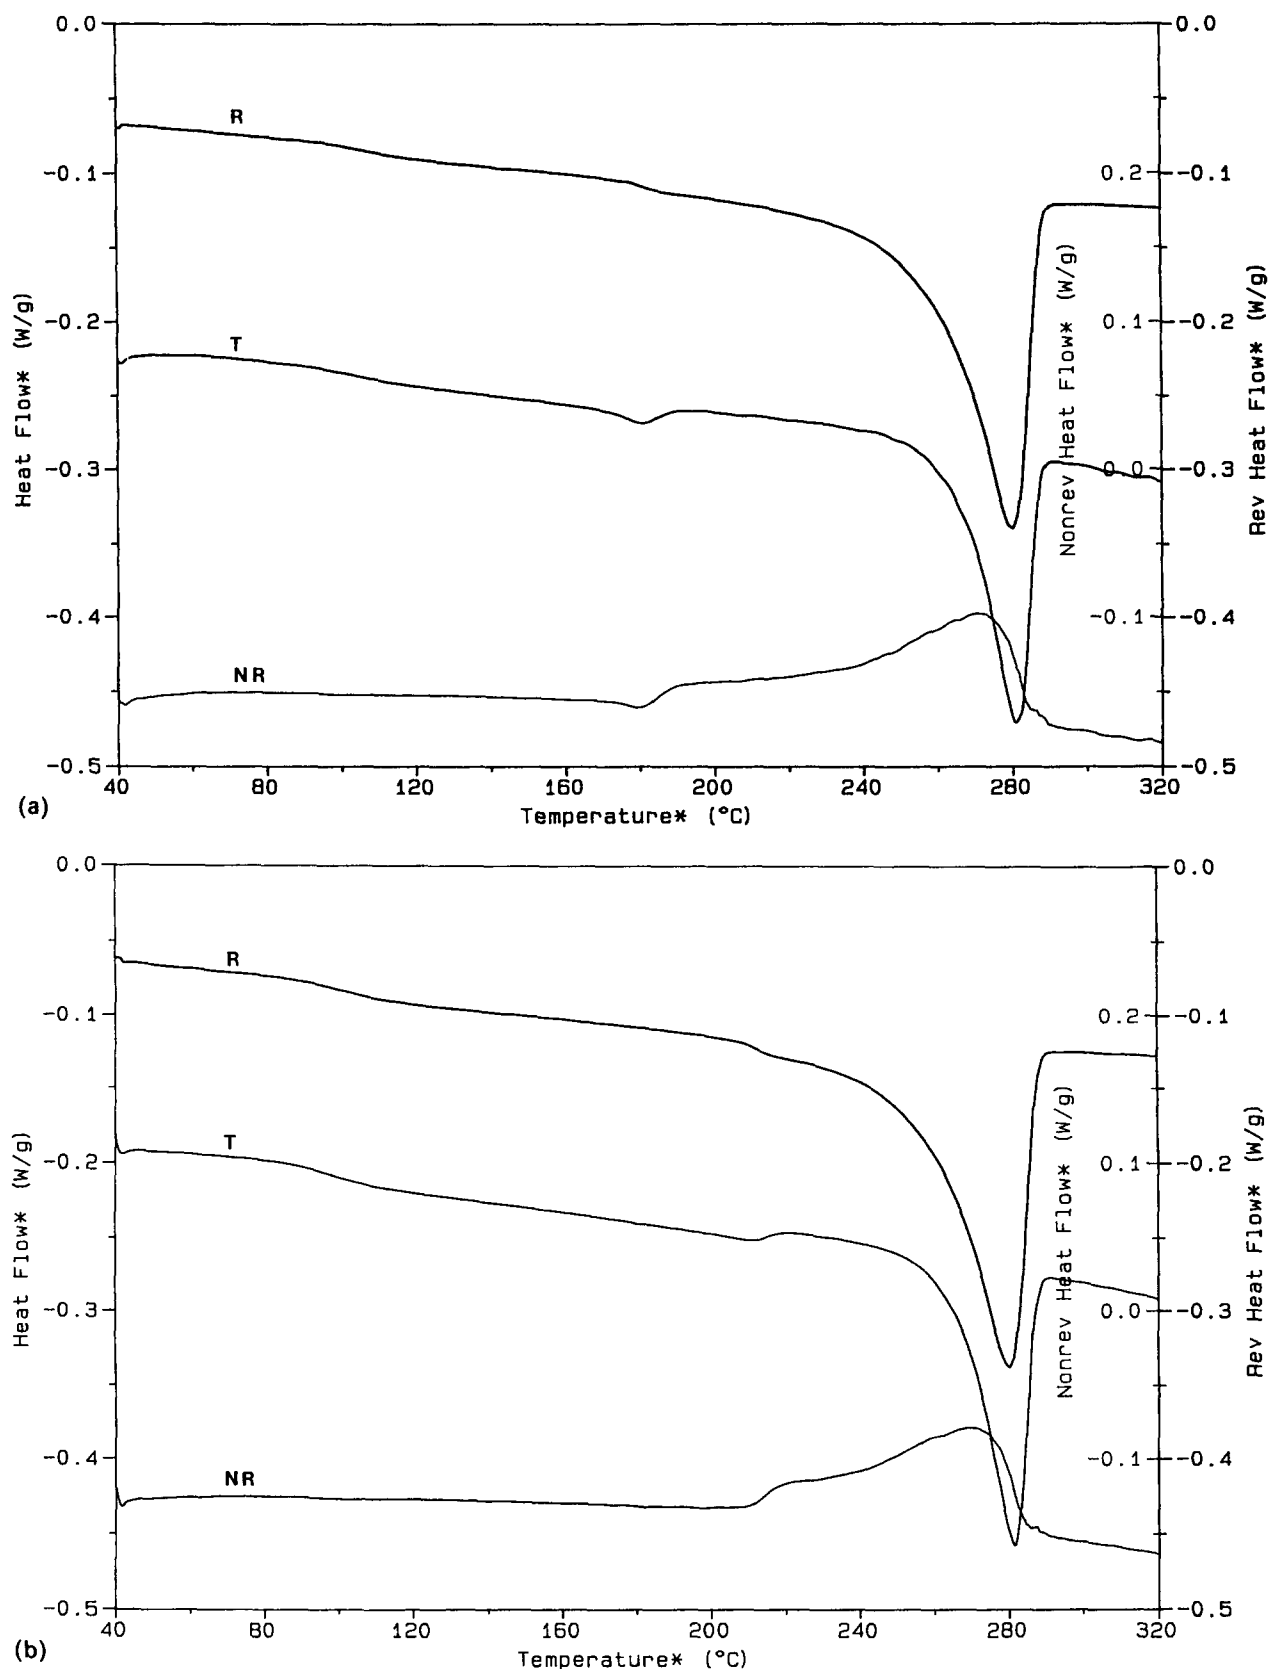 0.0
0.0
R
-0.1
0.2
-0.1
T
-0.2
0.1
-0.2
Heat Flow* (W/g)
Nonrev Heat Flow* (W/g)
Rev Heat Flow* (W/g)
-0.3
0.0
-0.3
-0.4
-0.1
-0.4
NR
-0.5
-0.5
40 80 120 160 200 240 280 320
(a)
Temperature* (°C)
0.0
0.0
R
-0.1
0.2
-0.1
T
-0.2
0.1
-0.2
Heat Flow* (W/g)
Nonrev Heat Flow* (W/g)
Rev Heat Flow* (W/g)
-0.3
0.0
-0.3
-0.4
-0.1
-0.4
NR
-0.5
-0.5
40 80 120 160 200 240 280 320
(b)
Temperature* (°C)